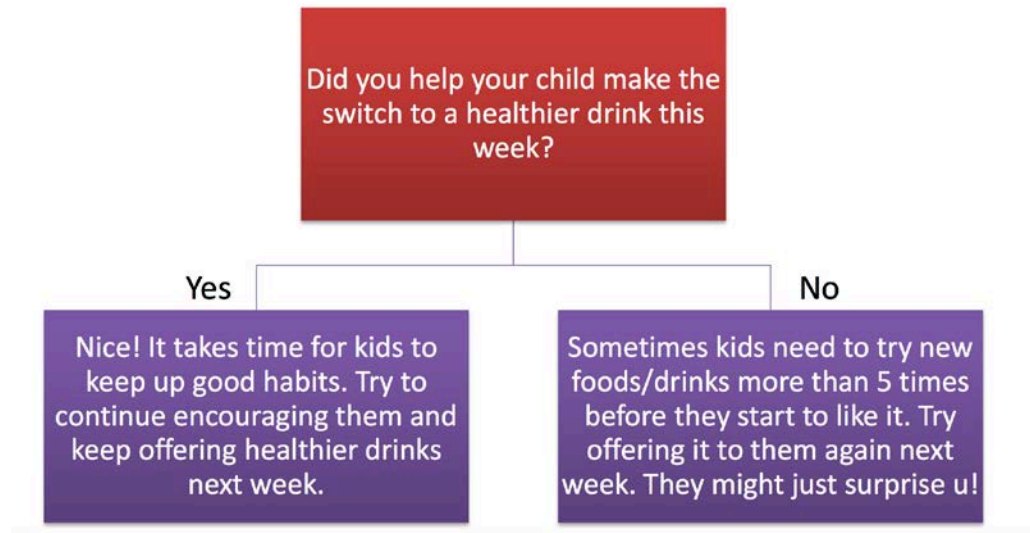 Did you help your child make the
switch to a healthier drink this
week?
Yes
No
Nice! It takes time for kids to
keep up good habits. Try to
continue encouraging them and
keep offering healthier drinks
next week.
Sometimes kids need to try new
foods/drinks more than 5 times
before they start to like it. Try
offering it to them again next
week. They might just surprise u!